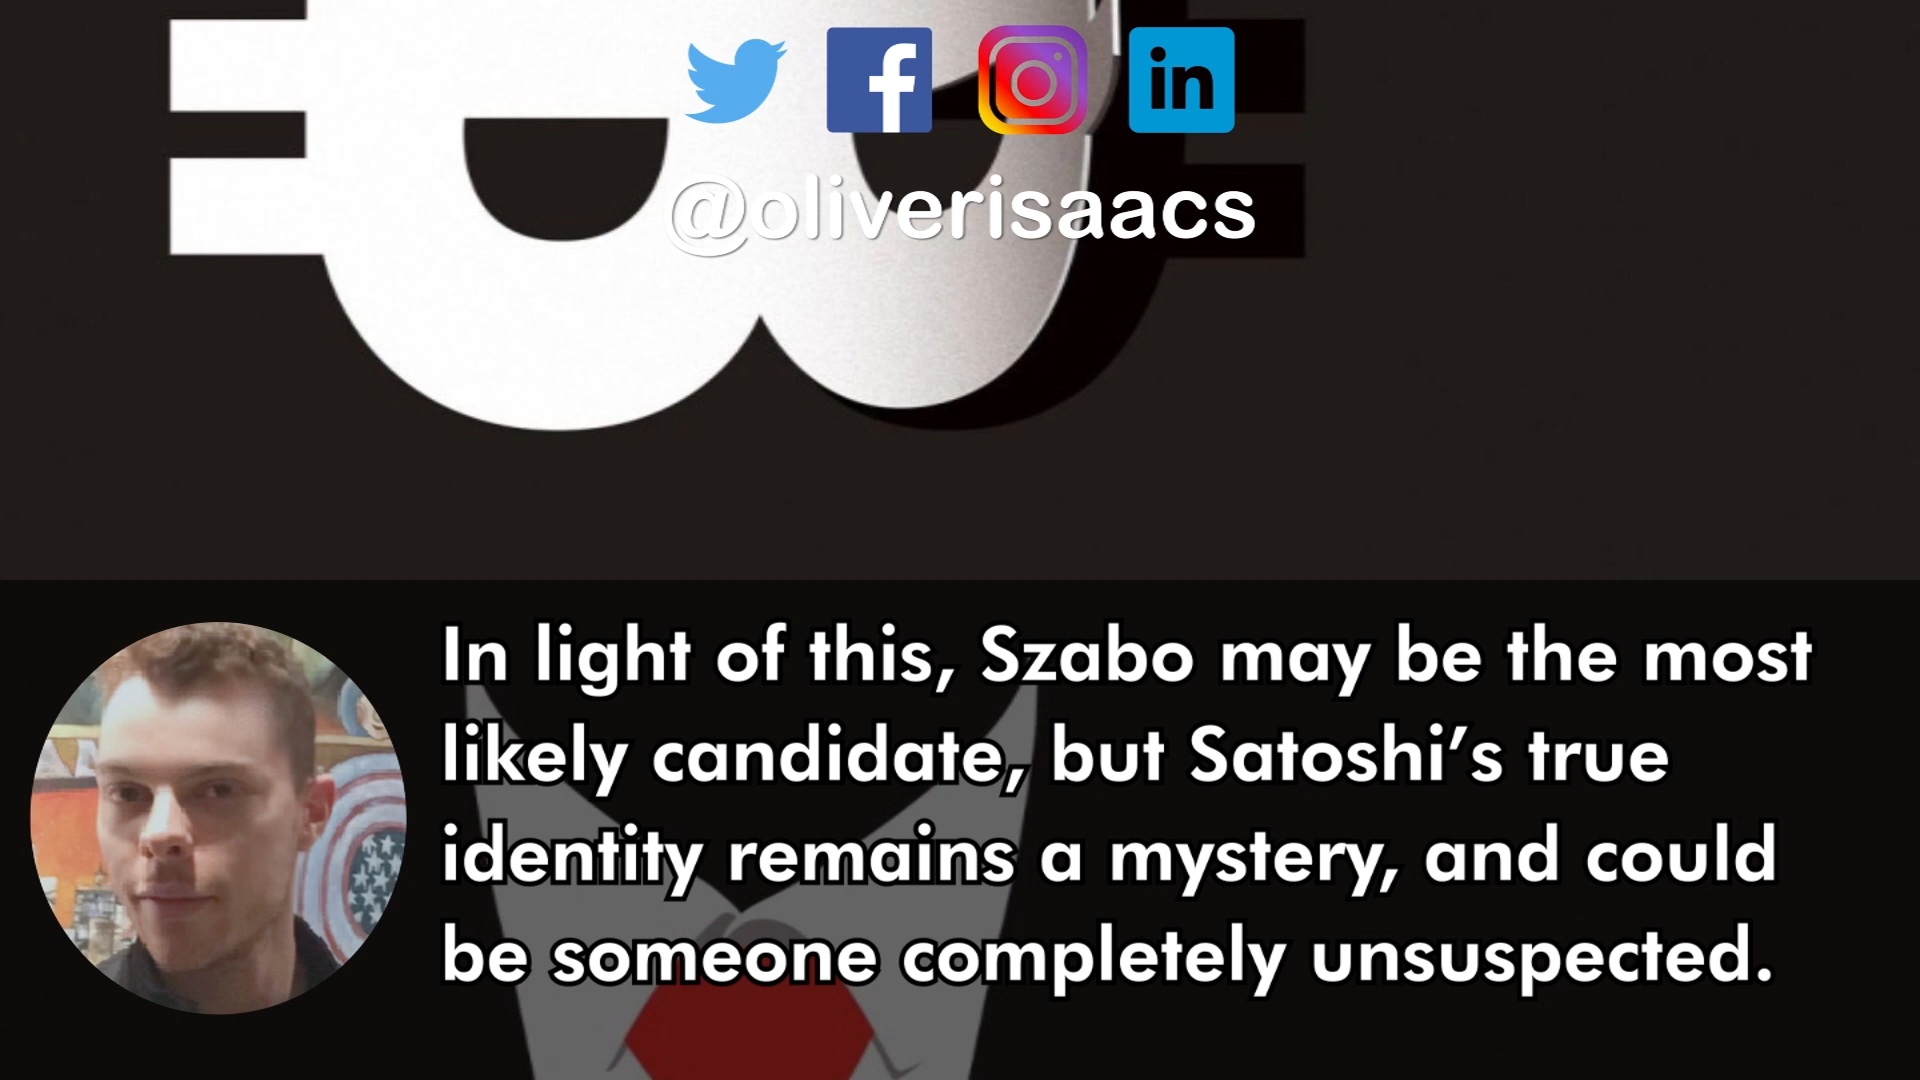 in
@oliverisaacs
In light of this, Szabo may be the most
likely candidate, but Satoshi’s true
identity remains a mystery, and could
be someone completely unsuspected.